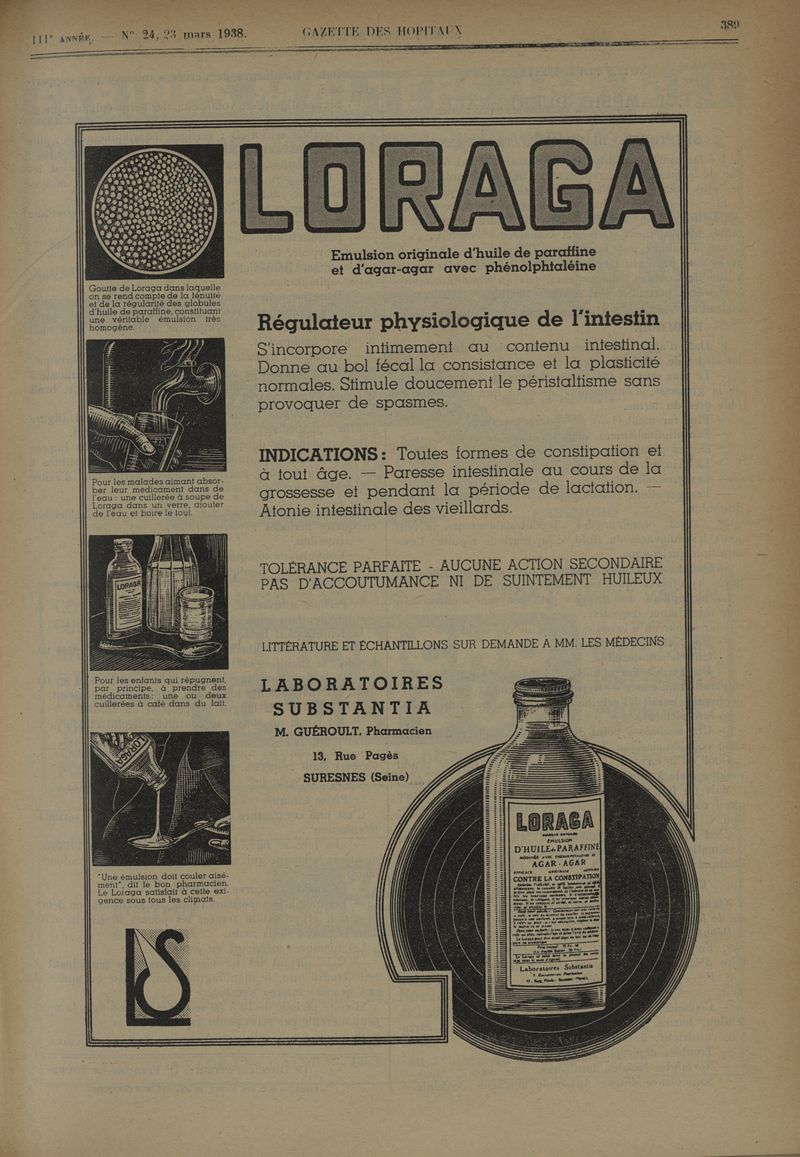 111ᵉ ANNÉE. — Nº 24, 23 mars 1938.
GAZETTE DES HOPITAUX
389
LORAGA
Emulsion originale d'huile de paraffine
et d'agar-agar avec phénolphtaléine
Goutte de Loraga dans laquelle
on se rend compte de la ténuité
et de la régularité des globules
d'huile de paraffine, constituant
une véritable émulsion très
homogène.
Régulateur physiologique de l'intestin
S'incorpore intimement au contenu intestinal.
Donne au bol fécal la consistance et la plasticité
normales. Stimule doucement le péristaltisme sans
provoquer de spasmes.
Pour les malades aimant absor-
ber leur médicament dans de
l'eau : une cuillerée à soupe de
Loraga dans un verre, ajouter
de l'eau et boire le tout.
INDICATIONS : Toutes formes de constipation et
à tout âge. — Paresse intestinale au cours de la
grossesse et pendant la période de lactation. —
Atonie intestinale des vieillards.
LORAGA
TOLÉRANCE PARFAITE - AUCUNE ACTION SECONDAIRE
PAS D'ACCOUTUMANCE NI DE SUINTEMENT HUILEUX
LITTÉRATURE ET ÉCHANTILLONS SUR DEMANDE A MM. LES MÉDECINS
Pour les enfants qui répugnent,
par principe, à prendre des
médicaments : une ou deux
cuillerées à café dans du lait.
LABORATOIRES
SUBSTANTIA
M. GUÉROULT, Pharmacien
13, Rue Pagès
SURESNES (Seine)
LORAGA
"Une émulsion doit couler aisé-
ment", dit le bon pharmacien.
Le Loraga satisfait à cette exi-
gence sous tous les climats.
LS
LORAGA
EMULSION
D'HUILE DE PARAFFINE
AGAR-AGAR
CONTRE LA CONSTIPATION
Laboratoires Substantia